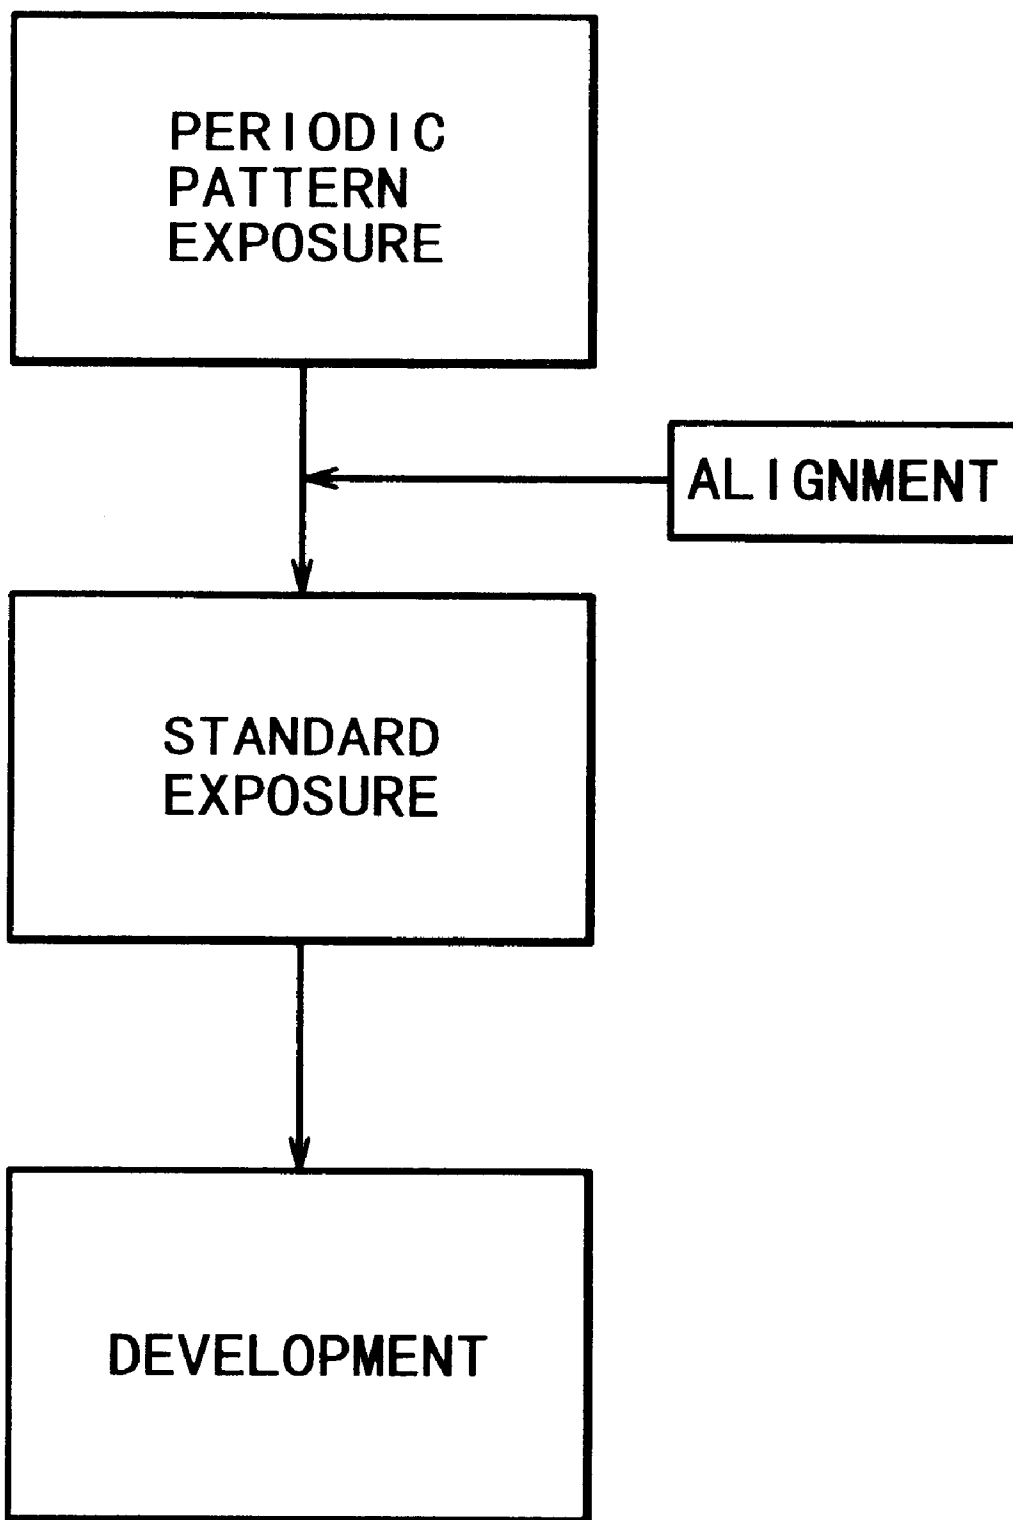 PERIODIC
PATTERN
EXPOSURE
ALIGNMENT
STANDARD
EXPOSURE
DEVELOPMENT